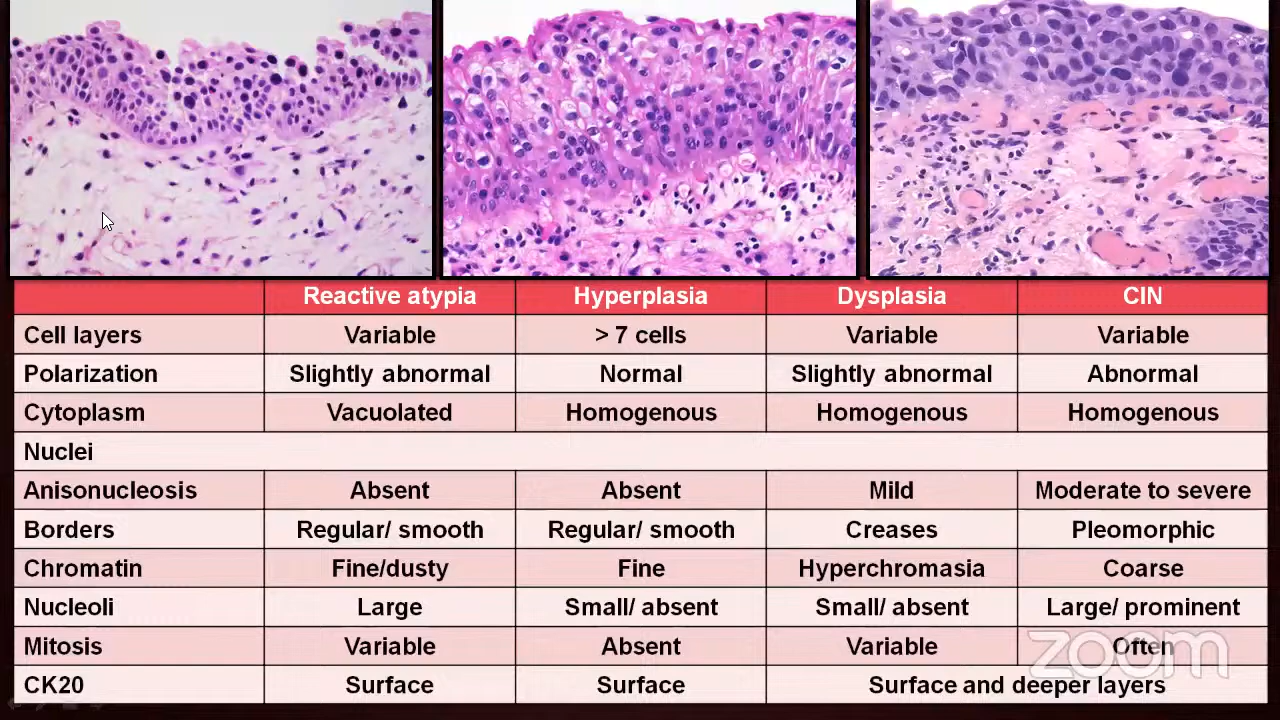 Reactive atypia Hyperplasia Dysplasia CIN
Cell layers Variable > 7 cells Variable Variable
Polarization Slightly abnormal Normal Slightly abnormal Abnormal
Cytoplasm Vacuolated Homogenous Homogenous Homogenous
Nuclei
Anisonucleosis Absent Absent Mild Moderate to severe
Borders Regular/ smooth Regular/ smooth Creases Pleomorphic
Chromatin Fine/dusty Fine Hyperchromasia Coarse
Nucleoli Large Small/ absent Small/ absent Large/ prominent
Mitosis Variable Absent Variable Often
zoom
CK20 Surface Surface Surface and deeper layers